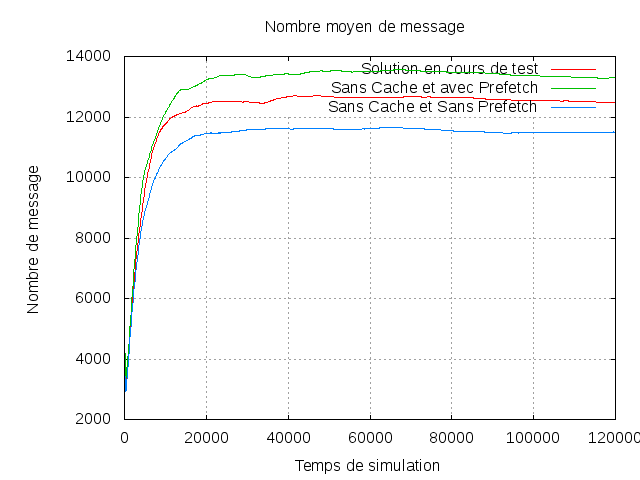 Nombre moyen de message
14000
12000
10000
8000
6000
4000
2000
Nombre de message
Solution en cours de test
Sans Cache et avec Prefetch
Sans Cache et Sans Prefetch
0 20000 40000 60000 80000 100000 120000
Temps de simulation